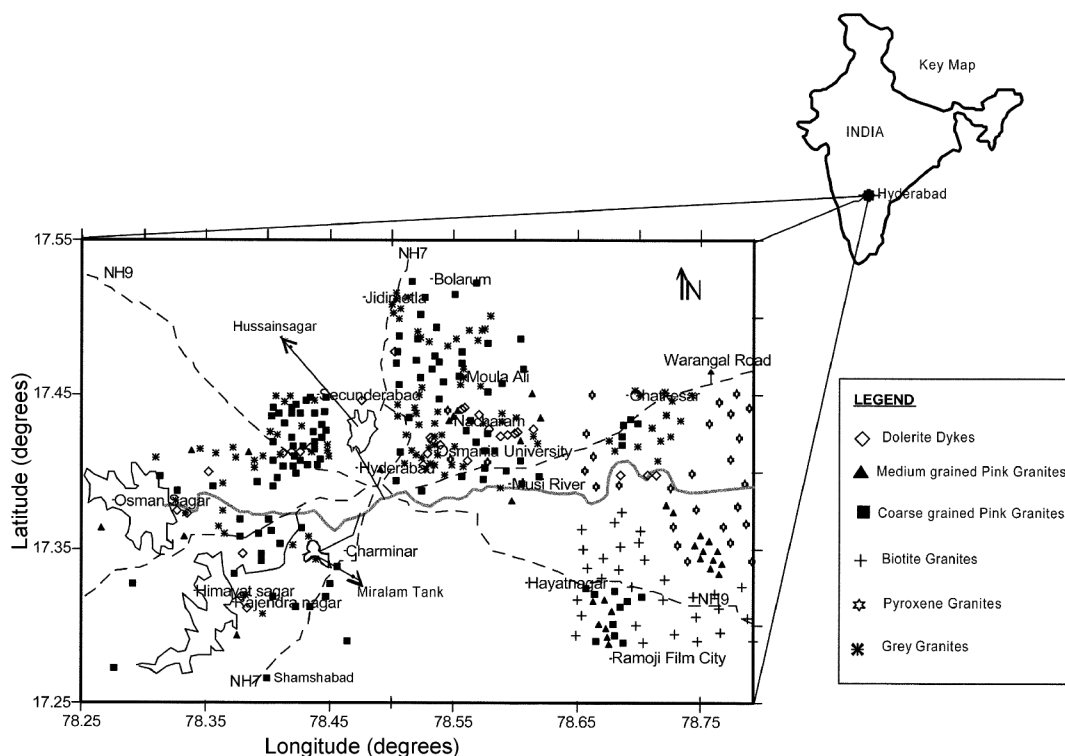 Key Map
INDIA
Hyderabad
17.55
17.45
17.35
17.25
78.25
78.35
78.45
78.55
78.65
78.75
Latitude (degrees)
Longitude (degrees)
N
NH9
NH7
-Bolarum
-Jidimetla
Hussainsagar
Warangal Road
Moula Ali
-Secunderabad
Ghatkesar
Nacharam
Osmania University
-Hyderabad
-Musi River
Osman Sagar
-Charminar
Miralam Tank
Hayatnagar
NH9
Himayat sagar
Rajendra nagar
-Ramoji Film City
NH7
Shamshabad
LEGEND
Dolerite Dykes
Medium grained Pink Granites
Coarse grained Pink Granites
Biotite Granites
Pyroxene Granites
Grey Granites